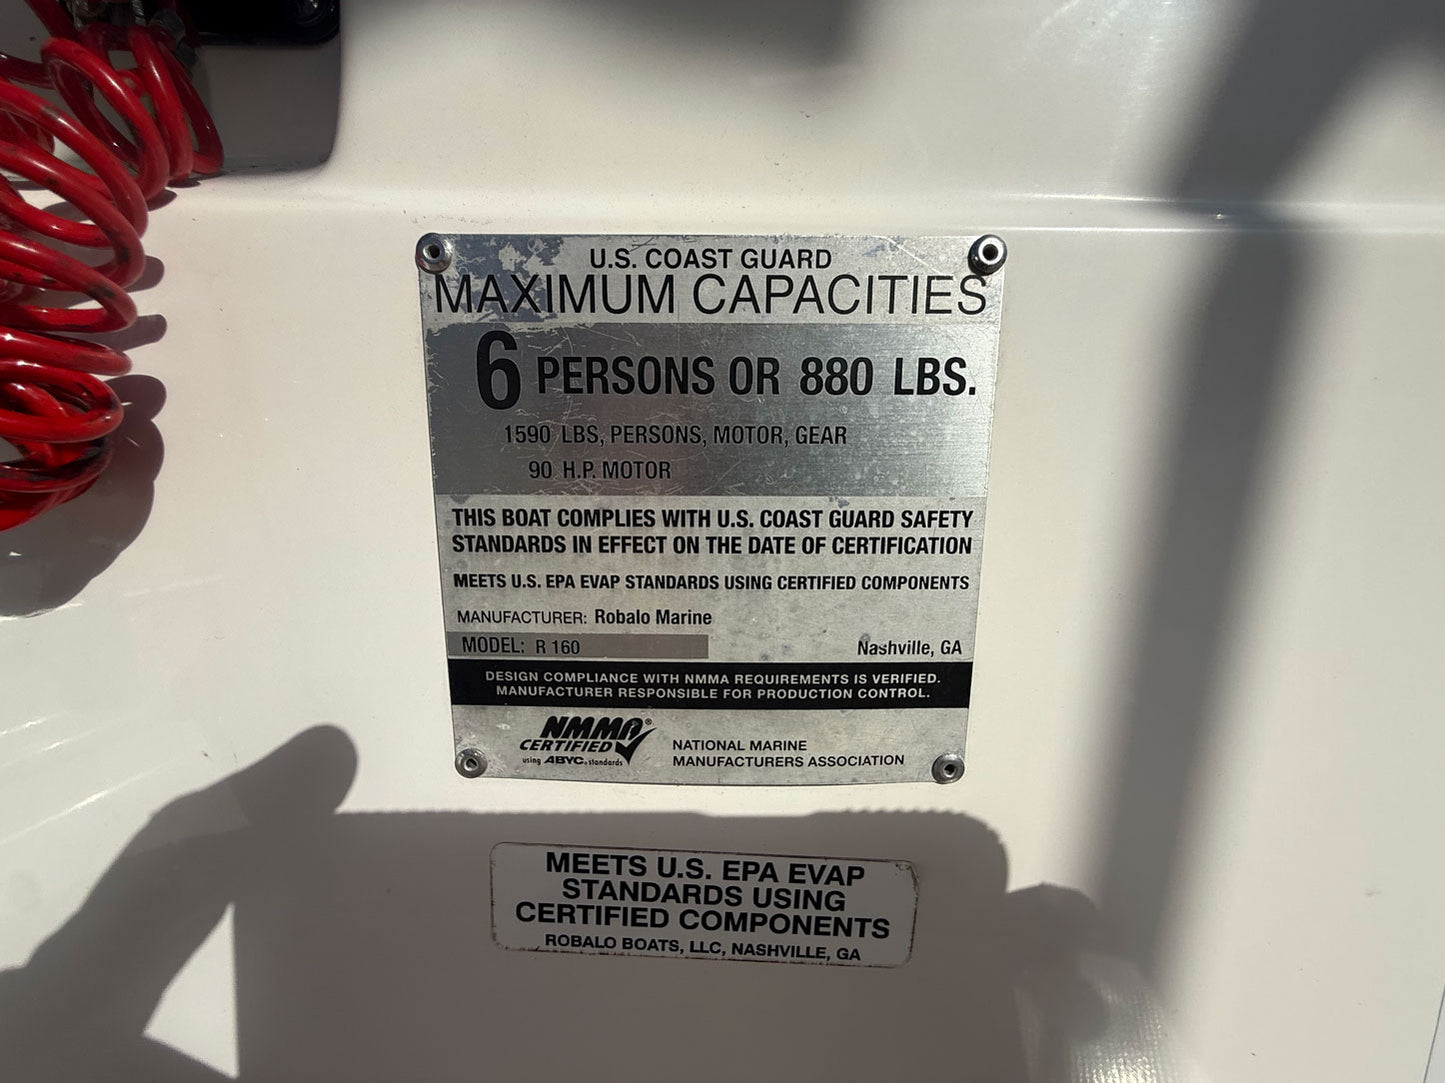 U.S. COAST GUARD
MAXIMUM CAPACITIES
6 PERSONS OR 880 LBS.
1590 LBS, PERSONS, MOTOR, GEAR
90 H.P. MOTOR
THIS BOAT COMPLIES WITH U.S. COAST GUARD SAFETY
STANDARDS IN EFFECT ON THE DATE OF CERTIFICATION
MEETS U.S. EPA EVAP STANDARDS USING CERTIFIED COMPONENTS
MANUFACTURER: Robalo Marine
MODEL: R 160 Nashville, GA
DESIGN COMPLIANCE WITH NMMA REQUIREMENTS IS VERIFIED.
MANUFACTURER RESPONSIBLE FOR PRODUCTION CONTROL.
NMMA®
CERTIFIED
using ABYC® standards
NATIONAL MARINE
MANUFACTURERS ASSOCIATION
MEETS U.S. EPA EVAP
STANDARDS USING
CERTIFIED COMPONENTS
ROBALO BOATS, LLC, NASHVILLE, GA